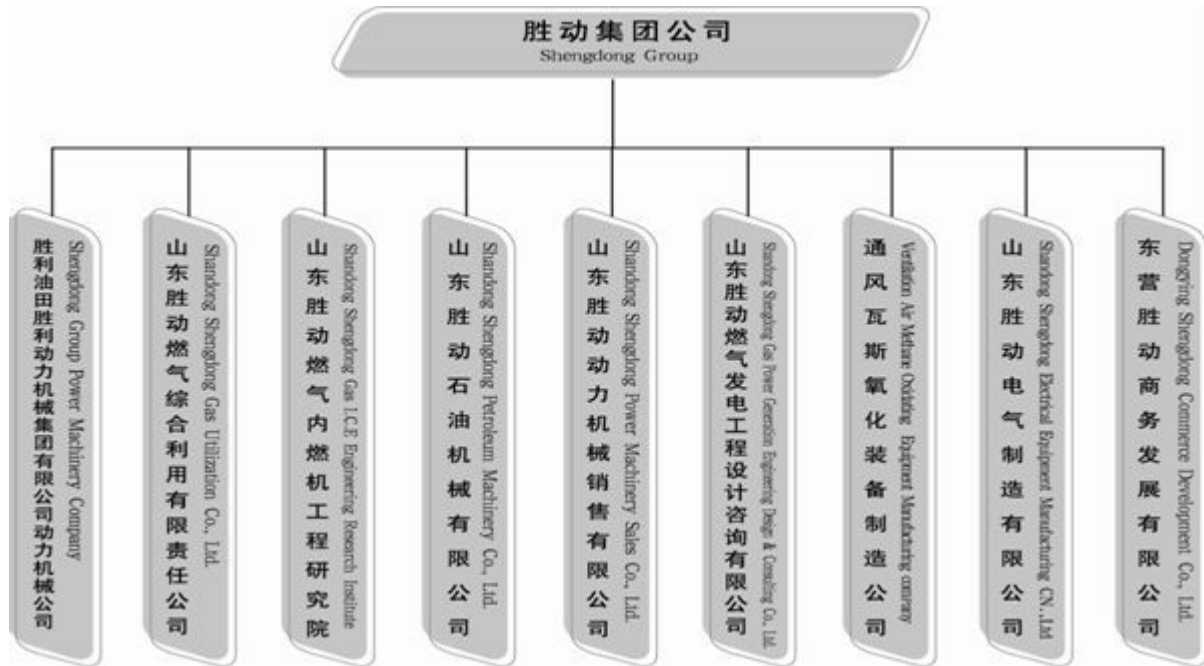 胜动集团公司
Shengdong Group
胜利油田胜利动力机械集团有限公司动力机械公司
Shengdong Group Power Machinery Company
山东胜动燃气综合利用有限责任公司
Shandong Shengdong Gas Utilization Co., Ltd.
山东胜动燃气内燃机工程研究院
Shandong Shengdong Gas I.C.E Engineering Research Institute
山东胜动石油机械有限公司
Shandong Shengdong Petroleum Machinery Co., Ltd.
山东胜动动力机械销售有限公司
Shandong Shengdong Power Machinery Sales Co., Ltd.
山东胜动燃气发电工程设计咨询有限公司
Shandong Shengdong Gas Power Generation Engineering Design & Consulting Co., Ltd.
通风瓦斯氧化装备制造公司
Ventilation Air Methane Oxidating Equipment Manufacturing company
山东胜动电气制造有限公司
Shandong Shengdong Electrical Equipment Manufacturing CN.,Ltd
东营胜动商务发展有限公司
Dongying Shengdong Commerce Development Co., Ltd.